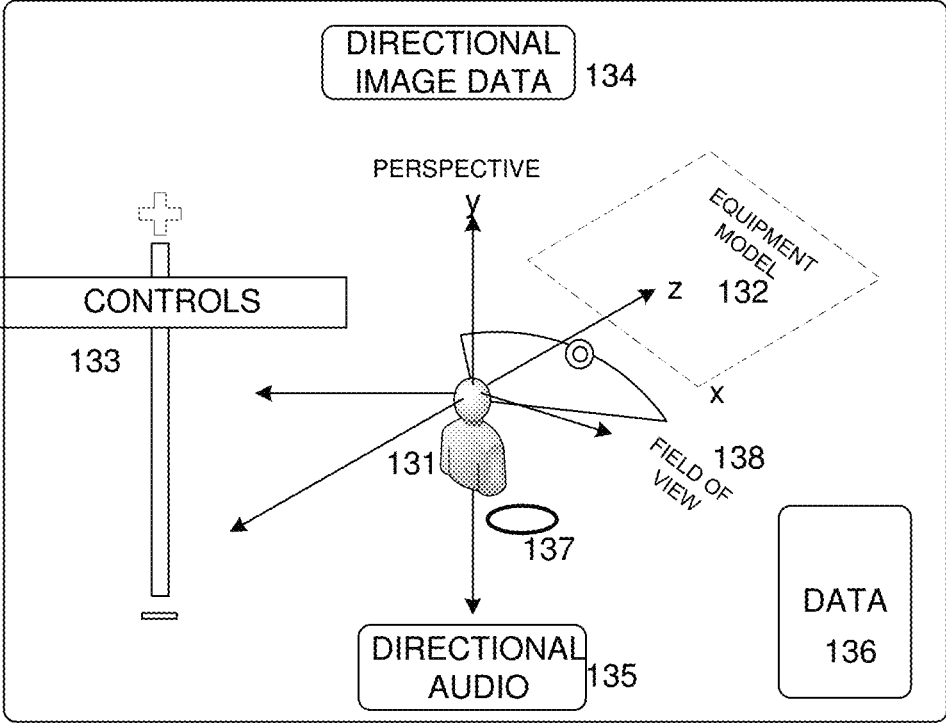 DIRECTIONAL
IMAGE DATA
134
PERSPECTIVE
y
EQUIPMENT
MODEL
132
z
CONTROLS
133
x
131
138
FIELD OF
VIEW
137
DATA
136
DIRECTIONAL
AUDIO
135